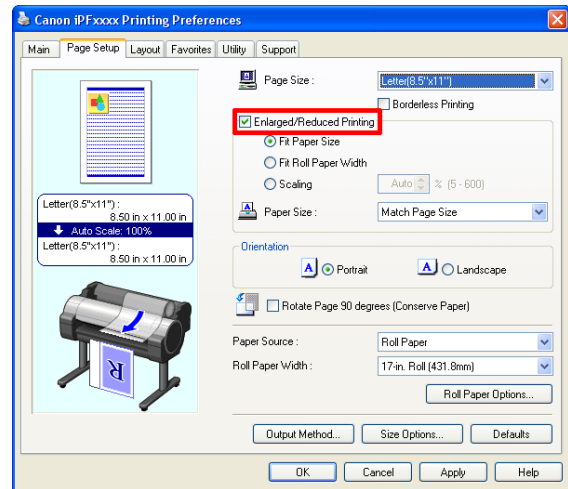 Canon iPFxxxx Printing Preferences
Main Page Setup Layout Favorites Utility Support
Page Size : Letter(8.5"x11")
Borderless Printing
Enlarged/Reduced Printing
Fit Paper Size
Fit Roll Paper Width
Scaling Auto % (5 - 600)
Paper Size : Match Page Size
Letter(8.5"x11") :
8.50 in x 11.00 in
Auto Scale: 100%
Letter(8.5"x11") :
8.50 in x 11.00 in
Orientation
A Portrait A Landscape
Rotate Page 90 degrees (Conserve Paper)
R
Paper Source : Roll Paper
Roll Paper Width : 17-in. Roll (431.8mm)
Roll Paper Options...
Output Method... Size Options... Defaults
OK Cancel Apply Help